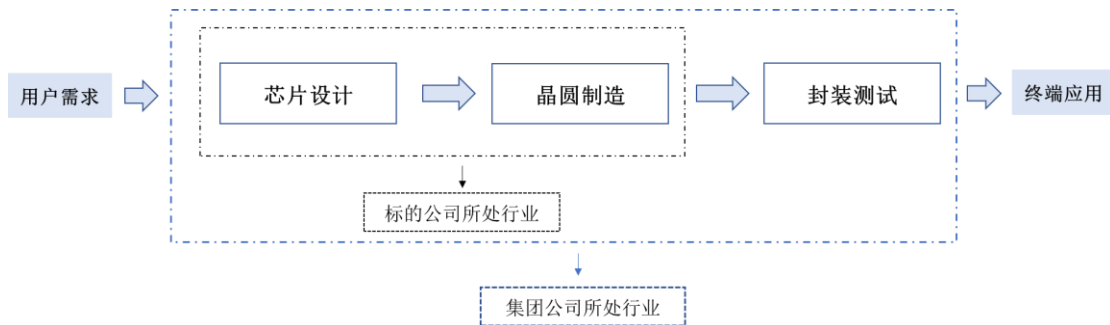 用户需求
芯片设计
晶圆制造
封装测试
终端应用
标的公司所处行业
集团公司所处行业